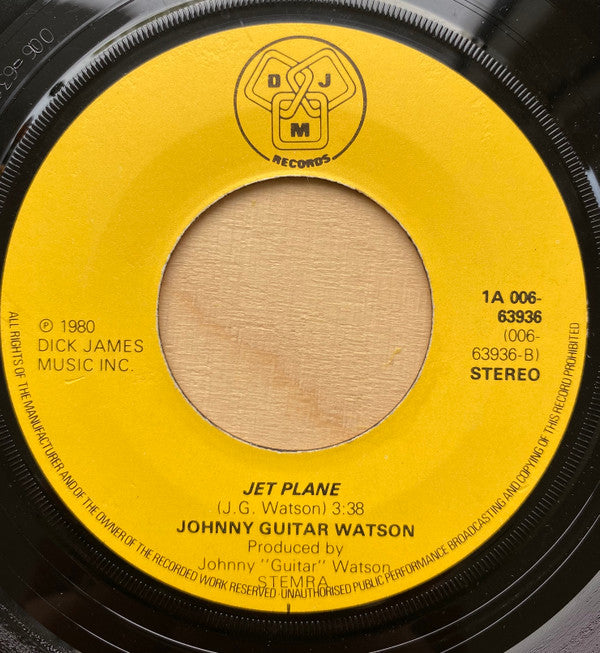 D J
M
RECORDS
℗ 1980
DICK JAMES
MUSIC INC.
1A 006-
63936
(006-
63936-B)
STEREO
JET PLANE
(J.G. Watson) 3:38
JOHNNY GUITAR WATSON
Produced by
Johnny "Guitar" Watson
STEMRA
ALL RIGHTS OF THE MANUFACTURER AND OF THE OWNER OF THE RECORDED WORK RESERVED UNAUTHORISED PUBLIC PERFORMANCE BROADCASTING AND COPYING OF THIS RECORD PROHIBITED